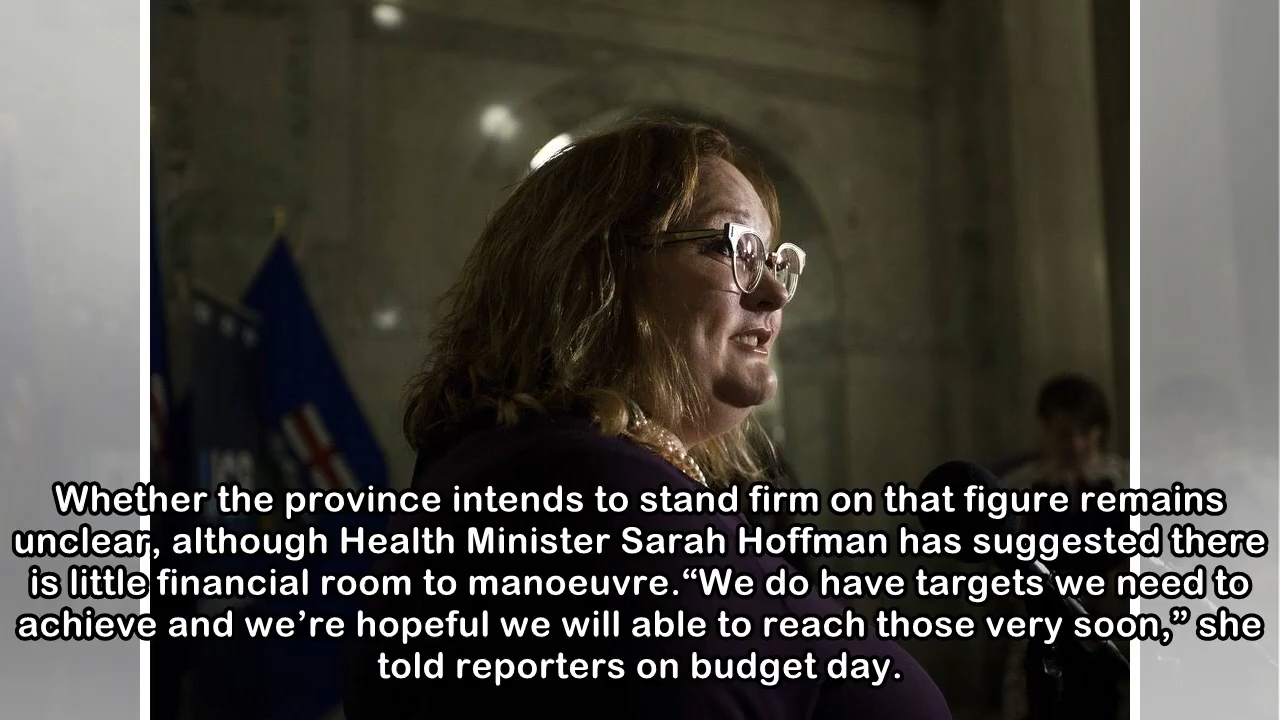 Whether the province intends to stand firm on that figure remains
unclear, although Health Minister Sarah Hoffman has suggested there
is little financial room to manoeuvre.“We do have targets we need to
achieve and we’re hopeful we will able to reach those very soon,” she
told reporters on budget day.